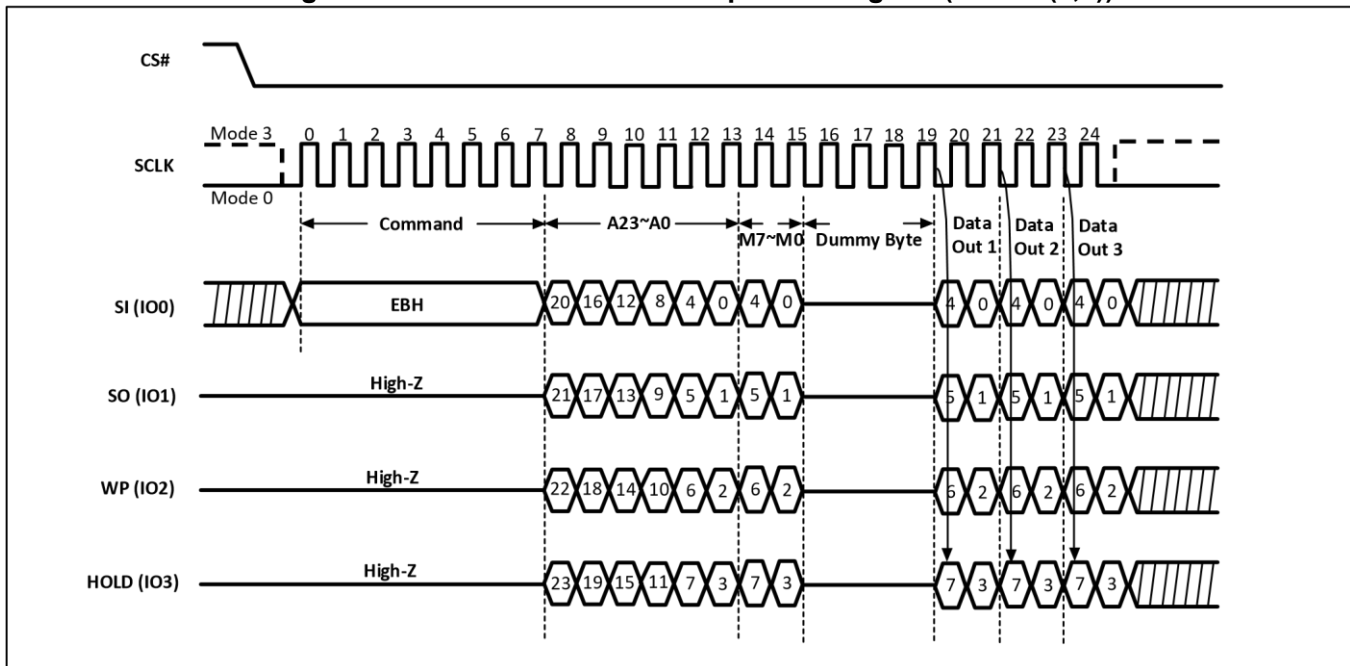 CS#
Mode 3 0 1 2 3 4 5 6 7 8 9 10 11 12 13 14 15 16 17 18 19 20 21 22 23 24
SCLK
Mode 0
Command A23~A0 M7~M0 Dummy Byte Data Out 1 Data Out 2 Data Out 3
SI (IO0) EBH 20 16 12 8 4 0 4 0 4 0 4 0 4 0
High-Z
SO (IO1) 21 17 13 9 5 1 5 1 5 1 5 1 5 1
High-Z
WP (IO2) 22 18 14 10 6 2 6 2 6 2 6 2 6 2
High-Z
HOLD (IO3) 23 19 15 11 7 3 7 3 7 3 7 3 7 3